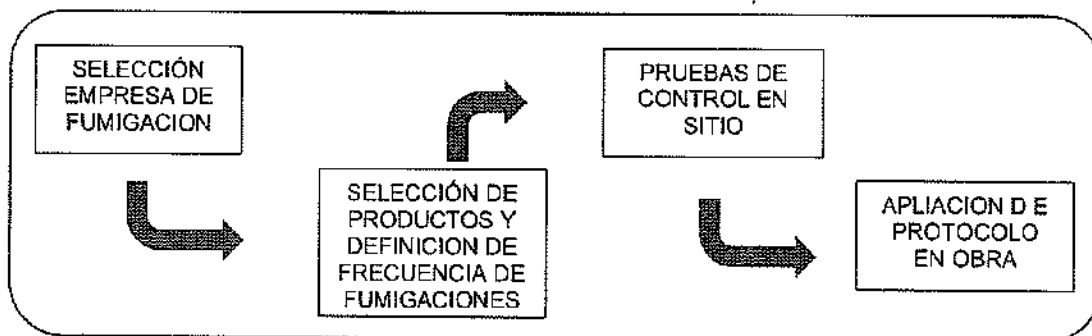 SELECCIÓN
EMPRESA DE
FUMIGACION
SELECCIÓN DE
PRODUCTOS Y
DEFINICION DE
FRECUENCIA DE
FUMIGACIONES
PRUEBAS DE
CONTROL EN
SITIO
APLIACION D E
PROTOCOLO
EN OBRA